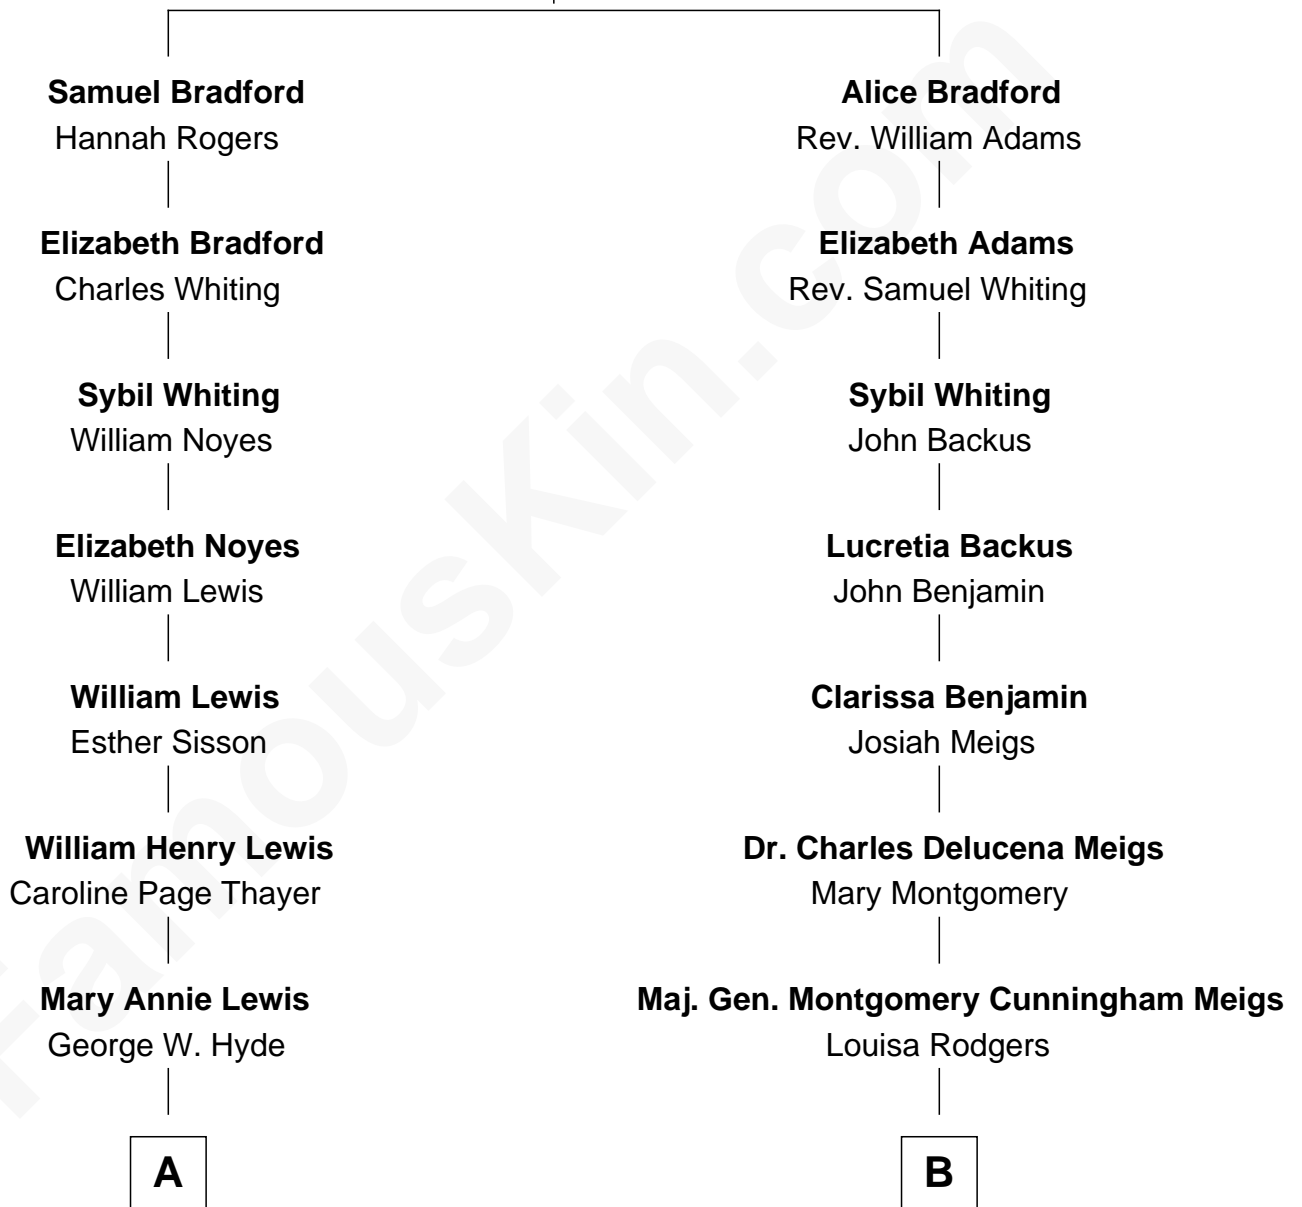 Samuel Bradford
Hannah Rogers
Elizabeth Bradford
Charles Whiting
Sybil Whiting
William Noyes
Elizabeth Noyes
William Lewis
William Lewis
Esther Sisson
William Henry Lewis
Caroline Page Thayer
Mary Annie Lewis
George W. Hyde
A
Alice Bradford
Rev. William Adams
Elizabeth Adams
Rev. Samuel Whiting
Sybil Whiting
John Backus
Lucretia Backus
John Benjamin
Clarissa Benjamin
Josiah Meigs
Dr. Charles Delucena Meigs
Mary Montgomery
Maj. Gen. Montgomery Cunningham Meigs
Louisa Rodgers
B
FamousKin.com